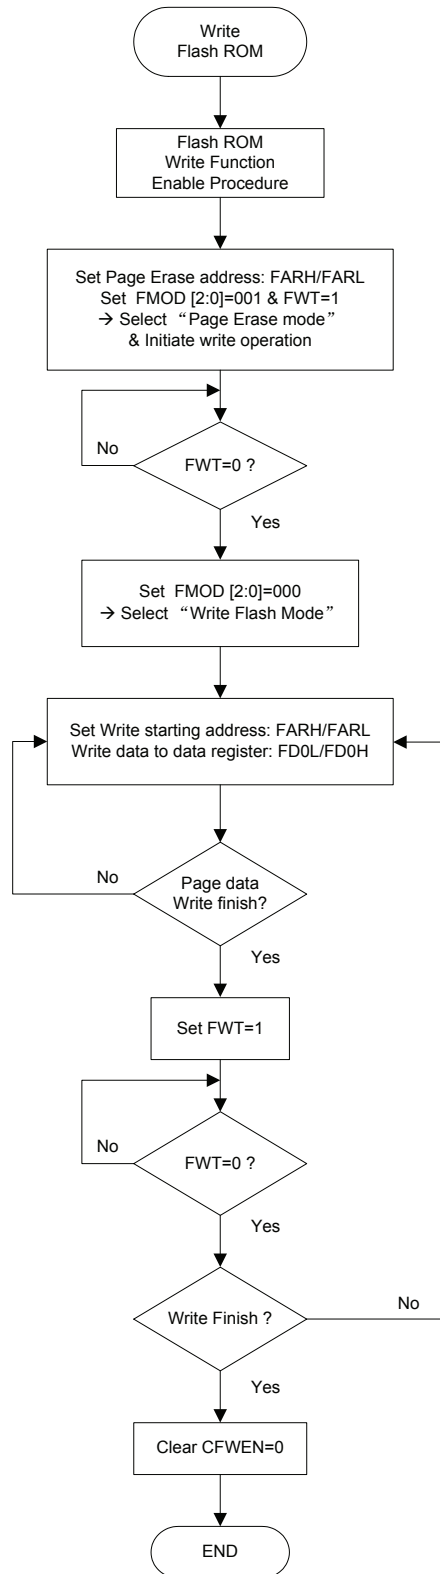 Write
Flash ROM
Flash ROM
Write Function
Enable Procedure
Set Page Erase address: FARH/FARL
Set FMOD [2:0]=001 & FWT=1
→ Select “Page Erase mode”
& Initiate write operation
No
FWT=0 ?
Yes
Set FMOD [2:0]=000
→ Select “Write Flash Mode”
Set Write starting address: FARH/FARL
Write data to data register: FD0L/FD0H
No
Page data
Write finish?
Yes
Set FWT=1
No
FWT=0 ?
Yes
Write Finish ?
No
Yes
Clear CFWEN=0
END